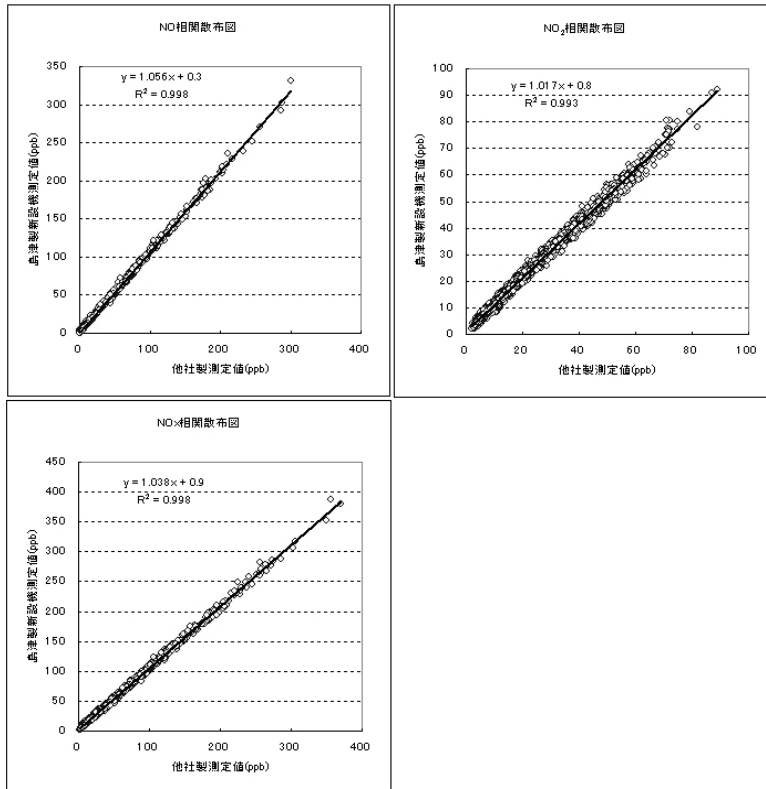 NO相関散布図
y = 1.056x + 0.3
R² = 0.998
350
300
250
200
150
100
50
0
0 100 200 300 400
島津製新設機測定値(ppb)
他社製測定値(ppb)
NO₂相関散布図
y = 1.017x + 0.8
R² = 0.993
100
90
80
70
60
50
40
30
20
10
0
0 20 40 60 80 100
島津製新設機測定値(ppb)
他社製測定値(ppb)
NOx相関散布図
y = 1.038x + 0.9
R² = 0.998
450
400
350
300
250
200
150
100
50
0
0 100 200 300 400
島津製新設機測定値(ppb)
他社製測定値(ppb)